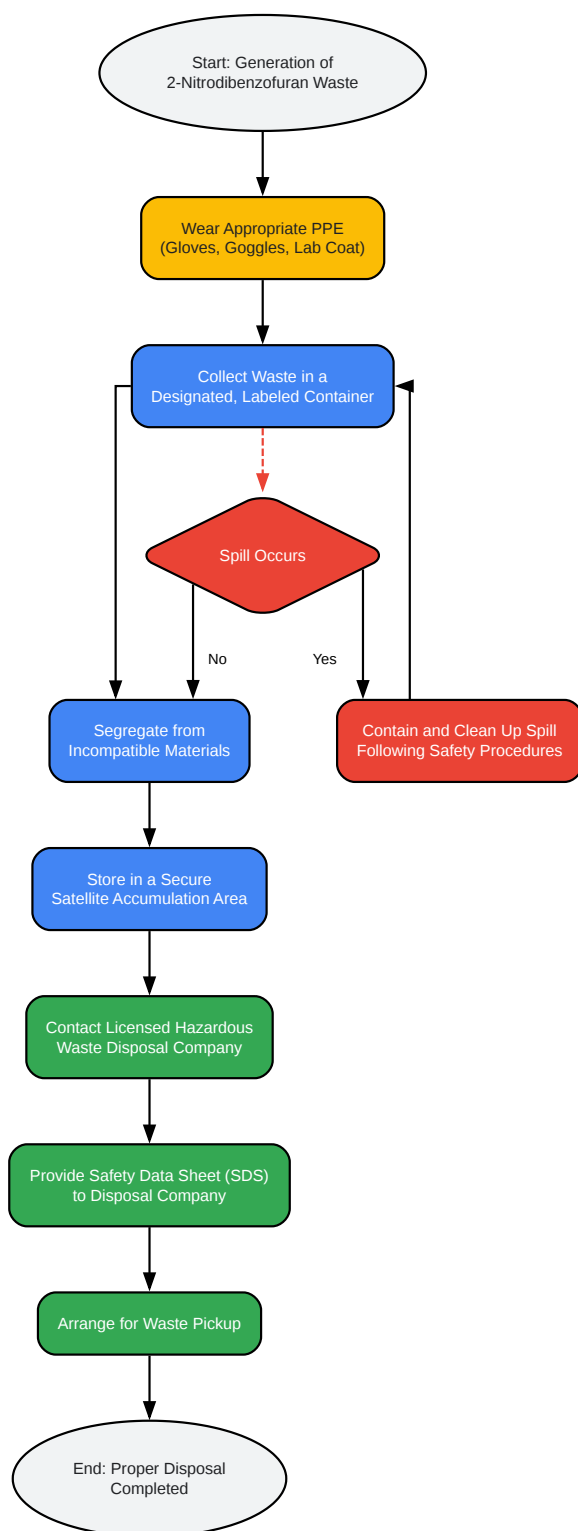 Start: Generation of
2-Nitrodibenzofuran Waste
Wear Appropriate PPE
(Gloves, Goggles, Lab Coat)
Collect Waste in a
Designated, Labeled Container
Spill Occurs
No
Yes
Segregate from
Incompatible Materials
Contain and Clean Up Spill
Following Safety Procedures
Store in a Secure
Satellite Accumulation Area
Contact Licensed Hazardous
Waste Disposal Company
Provide Safety Data Sheet (SDS)
to Disposal Company
Arrange for Waste Pickup
End: Proper Disposal
Completed